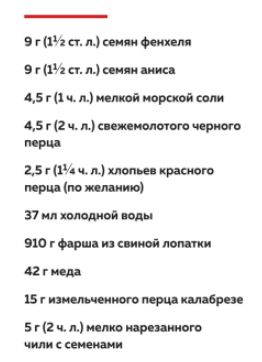 9 г (1½ ст. л.) семян фенхеля
9 г (1½ ст. л.) семян аниса
4,5 г (1 ч. л.) мелкой морской соли
4,5 г (2 ч. л.) свежемолотого черного
перца
2,5 г (1¼ ч. л.) хлопьев красного
перца (по желанию)
37 мл холодной воды
910 г фарша из свиной лопатки
42 г меда
15 г измельченного перца калабрезе
5 г (2 ч. л.) мелко нарезанного
чили с семенами